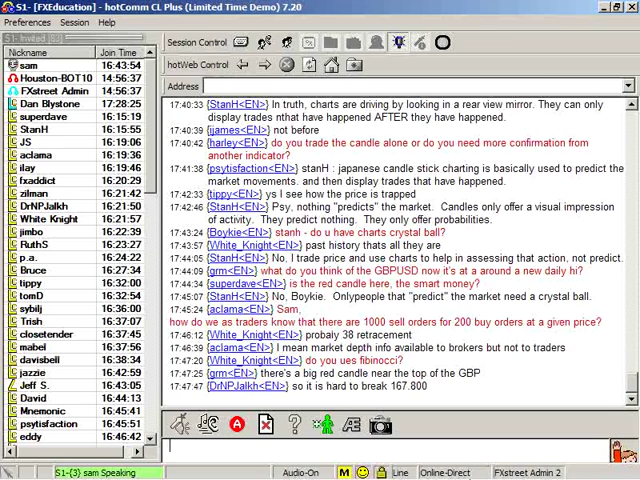 S1- [FXEducation] - hotComm CL Plus (Limited Time Demo) 7.20
Preferences Session Help
S1- Invited {$}
Nickname Join Time
sam 16:43:54
Houston-BOT10 14:56:37
FXstreet Admin 14:56:37
Dan Blystone 17:28:25
superdave 16:15:19
StanH 16:15:55
JS 16:19:06
aclama 16:19:36
ilay 16:19:36
fxaddict 16:20:29
zilman 16:21:42
DrNPJalkh 16:21:43
White Knight 16:21:49
jimbo 16:22:39
RuthS 16:23:27
p.a. 16:24:22
Bruce 16:27:36
tippy 16:32:00
tomD 16:32:54
sybilj 16:36:00
Trish 16:37:07
closetender 16:37:43
mabel 16:37:56
davisbell 16:38:23
jazzie 16:39:53
Jeff S. 16:43:05
David 16:44:13
Mnemonic 16:45:41
psytisfaction 16:45:41
eddy 16:46:42
Session Control
hotWeb Control
Address
17:40:33 {StanH<EN>} In truth, charts are driving by looking in a rear view mirror. They can only
display trades nthat have happened AFTER they have happened.
17:40:39 {ijames<EN>} not before
17:40:42 {harley<EN>} do you trade the candle alone or do you need more confirmation from
another indicator?
17:41:38 {psytisfaction<EN>} stanH : japanese candle stick charting is basically used to predict the
market movements. and then display trades that have happened.
17:42:33 {tippy<EN>} ys I see how the price is trapped
17:42:46 {StanH<EN>} Psy, nothing "predicts" the market. Candles only offer a visual impression
of activity. They predict nothing. They only offer probabilities.
17:43:24 {Boykie<EN>} stanh - do u have charts crystal ball?
17:43:57 {White_Knight<EN>} past history thats all they are
17:44:05 {StanH<EN>} No, I trade price and use charts to help in assessing that action, not predict.
17:44:09 {grm<EN>} what do you think of the GBPUSD now it's at a around a new daily hi?
17:44:34 {superdave<EN>} is the red candle here, the smart money?
17:45:07 {StanH<EN>} No, Boykie. Onlypeople that "predict" the market need a crystal ball.
17:45:24 {aclama<EN>} Sam,
how do we as traders know that there are 1000 sell orders for 200 buy orders at a given price?
17:46:12 {White_Knight<EN>} probaly 38 retracement
17:46:39 {aclama<EN>} I mean market depth info available to brokers but not to traders
17:47:20 {White_Knight<EN>} do you ues fibinocci?
17:47:25 {grm<EN>} there's a big red candle near the top of the GBP
17:47:47 {DrNPJalkh<EN>} so it is hard to break 167.800
S1-{3} sam Speaking Audio-On M Line Online-Direct FXstreet Admin 2